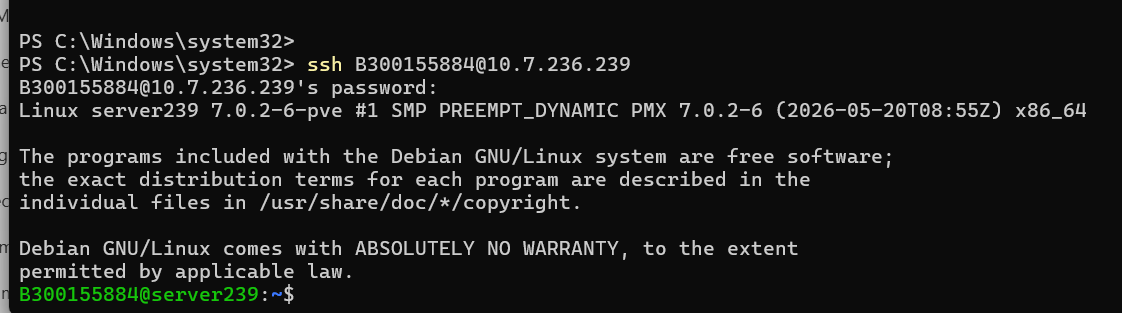 PS C:\Windows\system32>
PS C:\Windows\system32> ssh B300155884@10.7.236.239
B300155884@10.7.236.239's password:
Linux server239 7.0.2-6-pve #1 SMP PREEMPT_DYNAMIC PMX 7.0.2-6 (2026-05-20T08:55Z) x86_64
The programs included with the Debian GNU/Linux system are free software;
the exact distribution terms for each program are described in the
individual files in /usr/share/doc/*/copyright.
Debian GNU/Linux comes with ABSOLUTELY NO WARRANTY, to the extent
permitted by applicable law.
B300155884@server239:~$